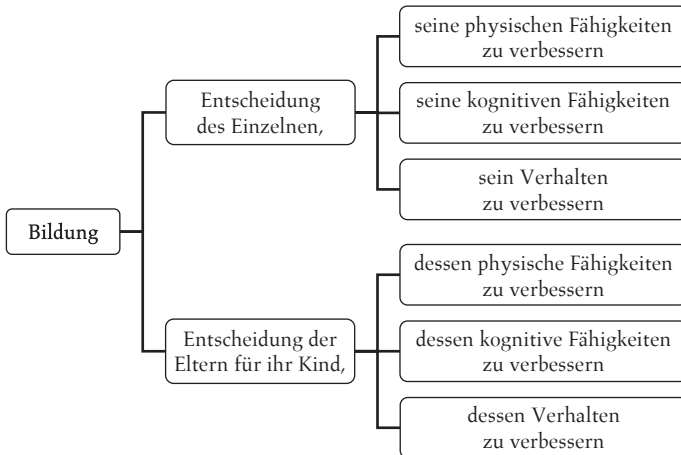 Bildung
Entscheidung
des Einzelnen,
seine physischen Fähigkeiten
zu verbessern
seine kognitiven Fähigkeiten
zu verbessern
sein Verhalten
zu verbessern
Entscheidung der
Eltern für ihr Kind,
dessen physische Fähigkeiten
zu verbessern
dessen kognitive Fähigkeiten
zu verbessern
dessen Verhalten
zu verbessern